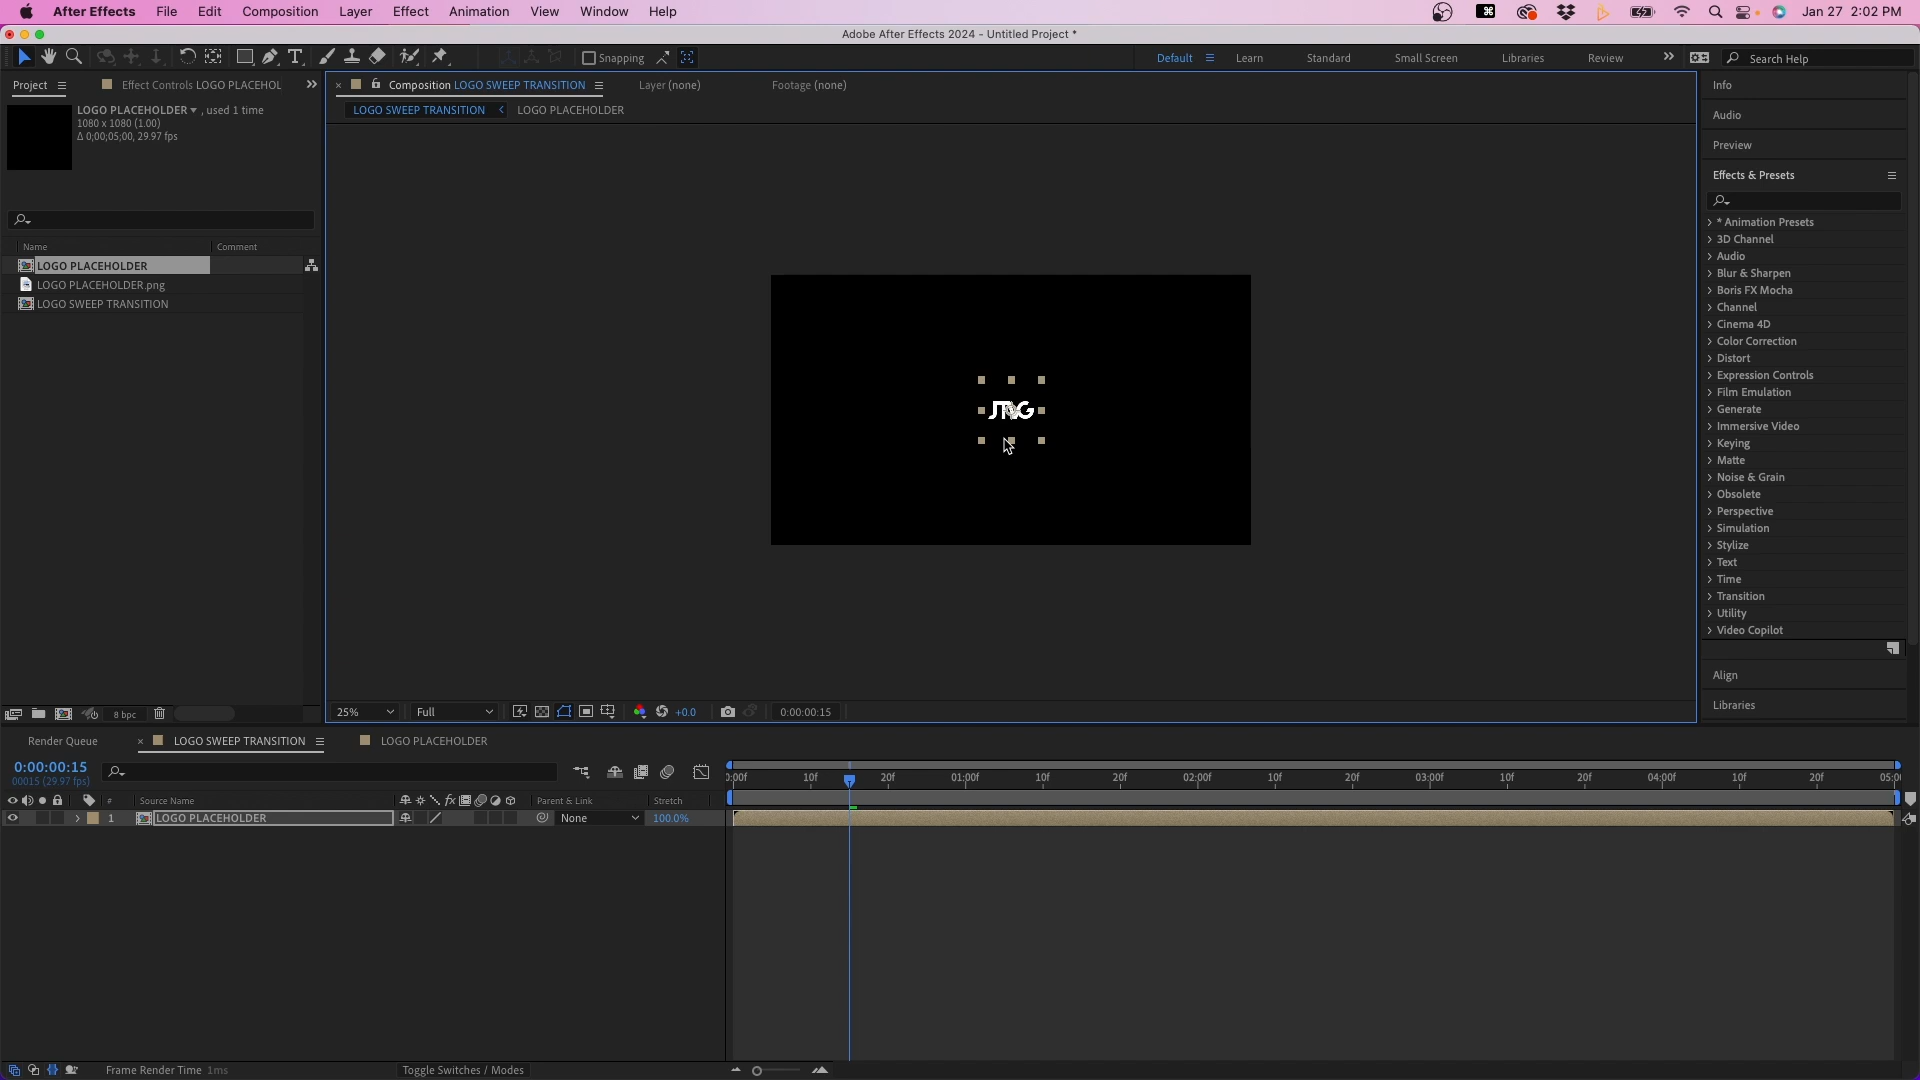 After Effects File Edit Composition Layer Effect Animation View Window Help Jan 27 2:02 PM
Adobe After Effects 2024 - Untitled Project *
Snapping Default Learn Standard Small Screen Libraries Review Search Help
Project Effect Controls LOGO PLACEHOL
LOGO PLACEHOLDER , used 1 time
1080 x 1080 (1.00)
Δ 0;00;05;00, 29.97 fps
Name Comment
LOGO PLACEHOLDER
LOGO PLACEHOLDER.png
LOGO SWEEP TRANSITION
8 bpc
Composition LOGO SWEEP TRANSITION Layer (none) Footage (none)
LOGO SWEEP TRANSITION LOGO PLACEHOLDER
25% Full +0.0 0:00:00:15
Info
Audio
Preview
Effects & Presets
* Animation Presets
3D Channel
Audio
Blur & Sharpen
Boris FX Mocha
Channel
Cinema 4D
Color Correction
Distort
Expression Controls
Film Emulation
Generate
Immersive Video
Keying
Matte
Noise & Grain
Obsolete
Perspective
Simulation
Stylize
Text
Time
Transition
Utility
Video Copilot
Align
Libraries
Render Queue LOGO SWEEP TRANSITION LOGO PLACEHOLDER
0:00:00:15
00015 (29.97 fps)
:00f 10f 20f 01:00f 10f 20f 02:00f 10f 20f 03:00f 10f 20f 04:00f 10f 20f 05:0
# Source Name Parent & Link Stretch
1 LOGO PLACEHOLDER None 100.0%
Frame Render Time 1ms Toggle Switches / Modes